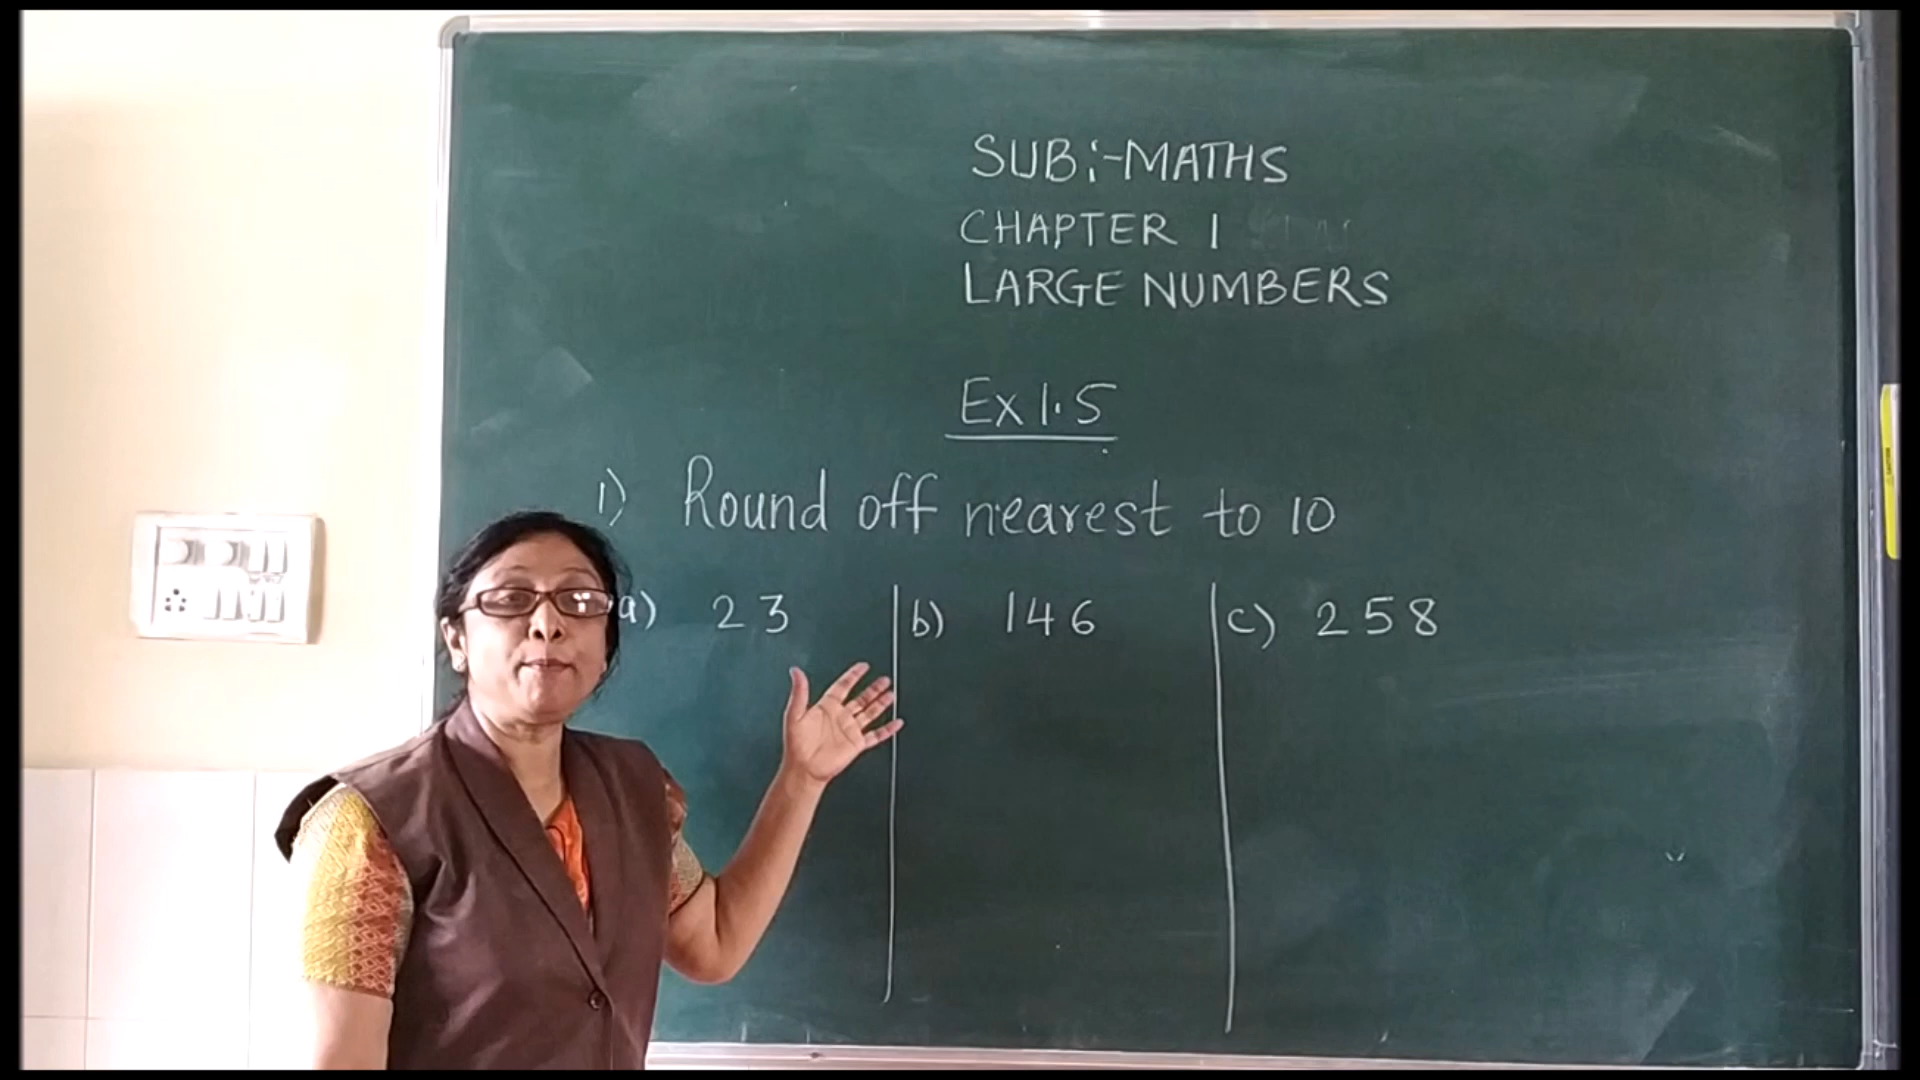 SUB:-MATHS
CHAPTER 1
LARGE NUMBERS
Ex 1.5
1) Round off nearest to 10
a) 23 b) 146 c) 258